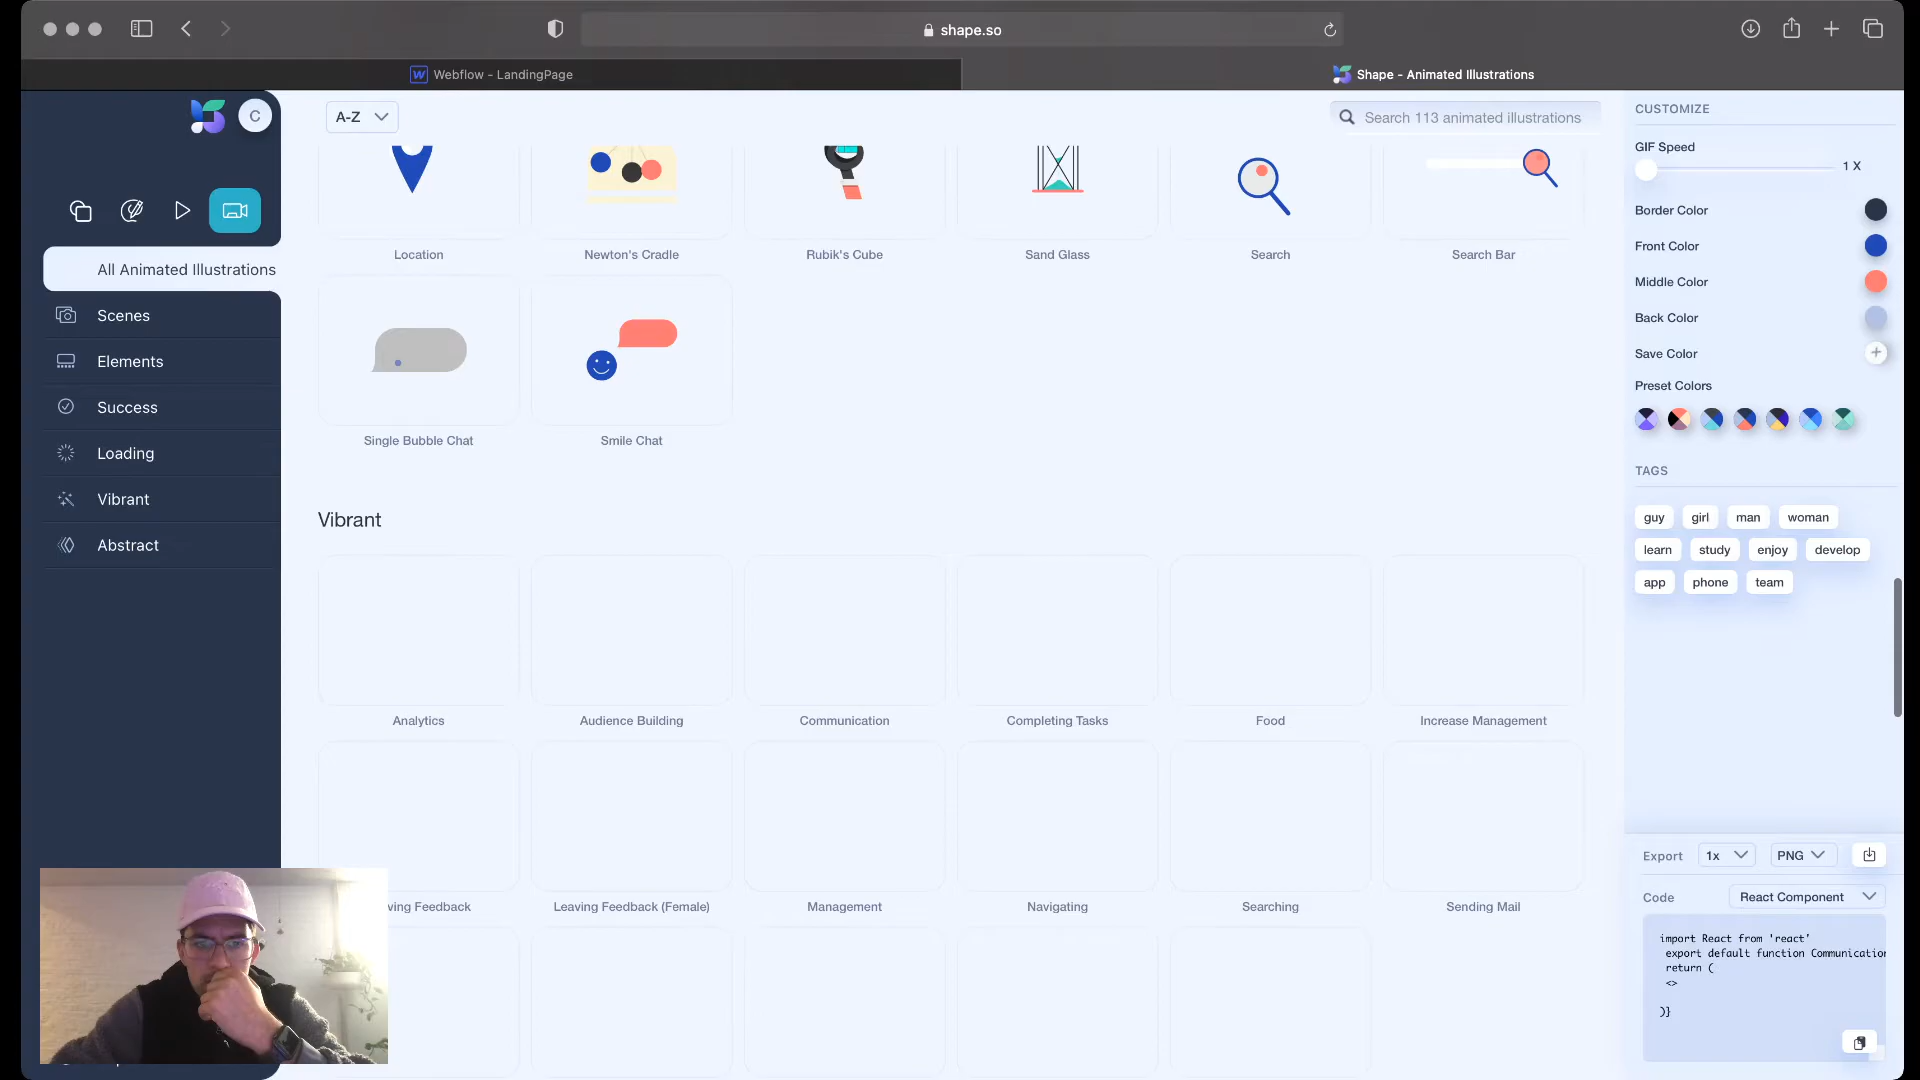 shape.so
W Webflow - LandingPage
Shape - Animated Illustrations
C
A-Z
Search 113 animated illustrations
All Animated Illustrations
Scenes
Elements
Success
Loading
Vibrant
Abstract
Location
Newton's Cradle
Rubik's Cube
Sand Glass
Search
Search Bar
Single Bubble Chat
Smile Chat
Vibrant
Analytics
Audience Building
Communication
Completing Tasks
Food
Increase Management
ving Feedback
Leaving Feedback (Female)
Management
Navigating
Searching
Sending Mail
CUSTOMIZE
GIF Speed
1 X
Border Color
Front Color
Middle Color
Back Color
Save Color
Preset Colors
TAGS
guy girl man woman
learn study enjoy develop
app phone team
Export 1x PNG
Code React Component
import React from 'react'
export default function Communication
return (
<>
)}